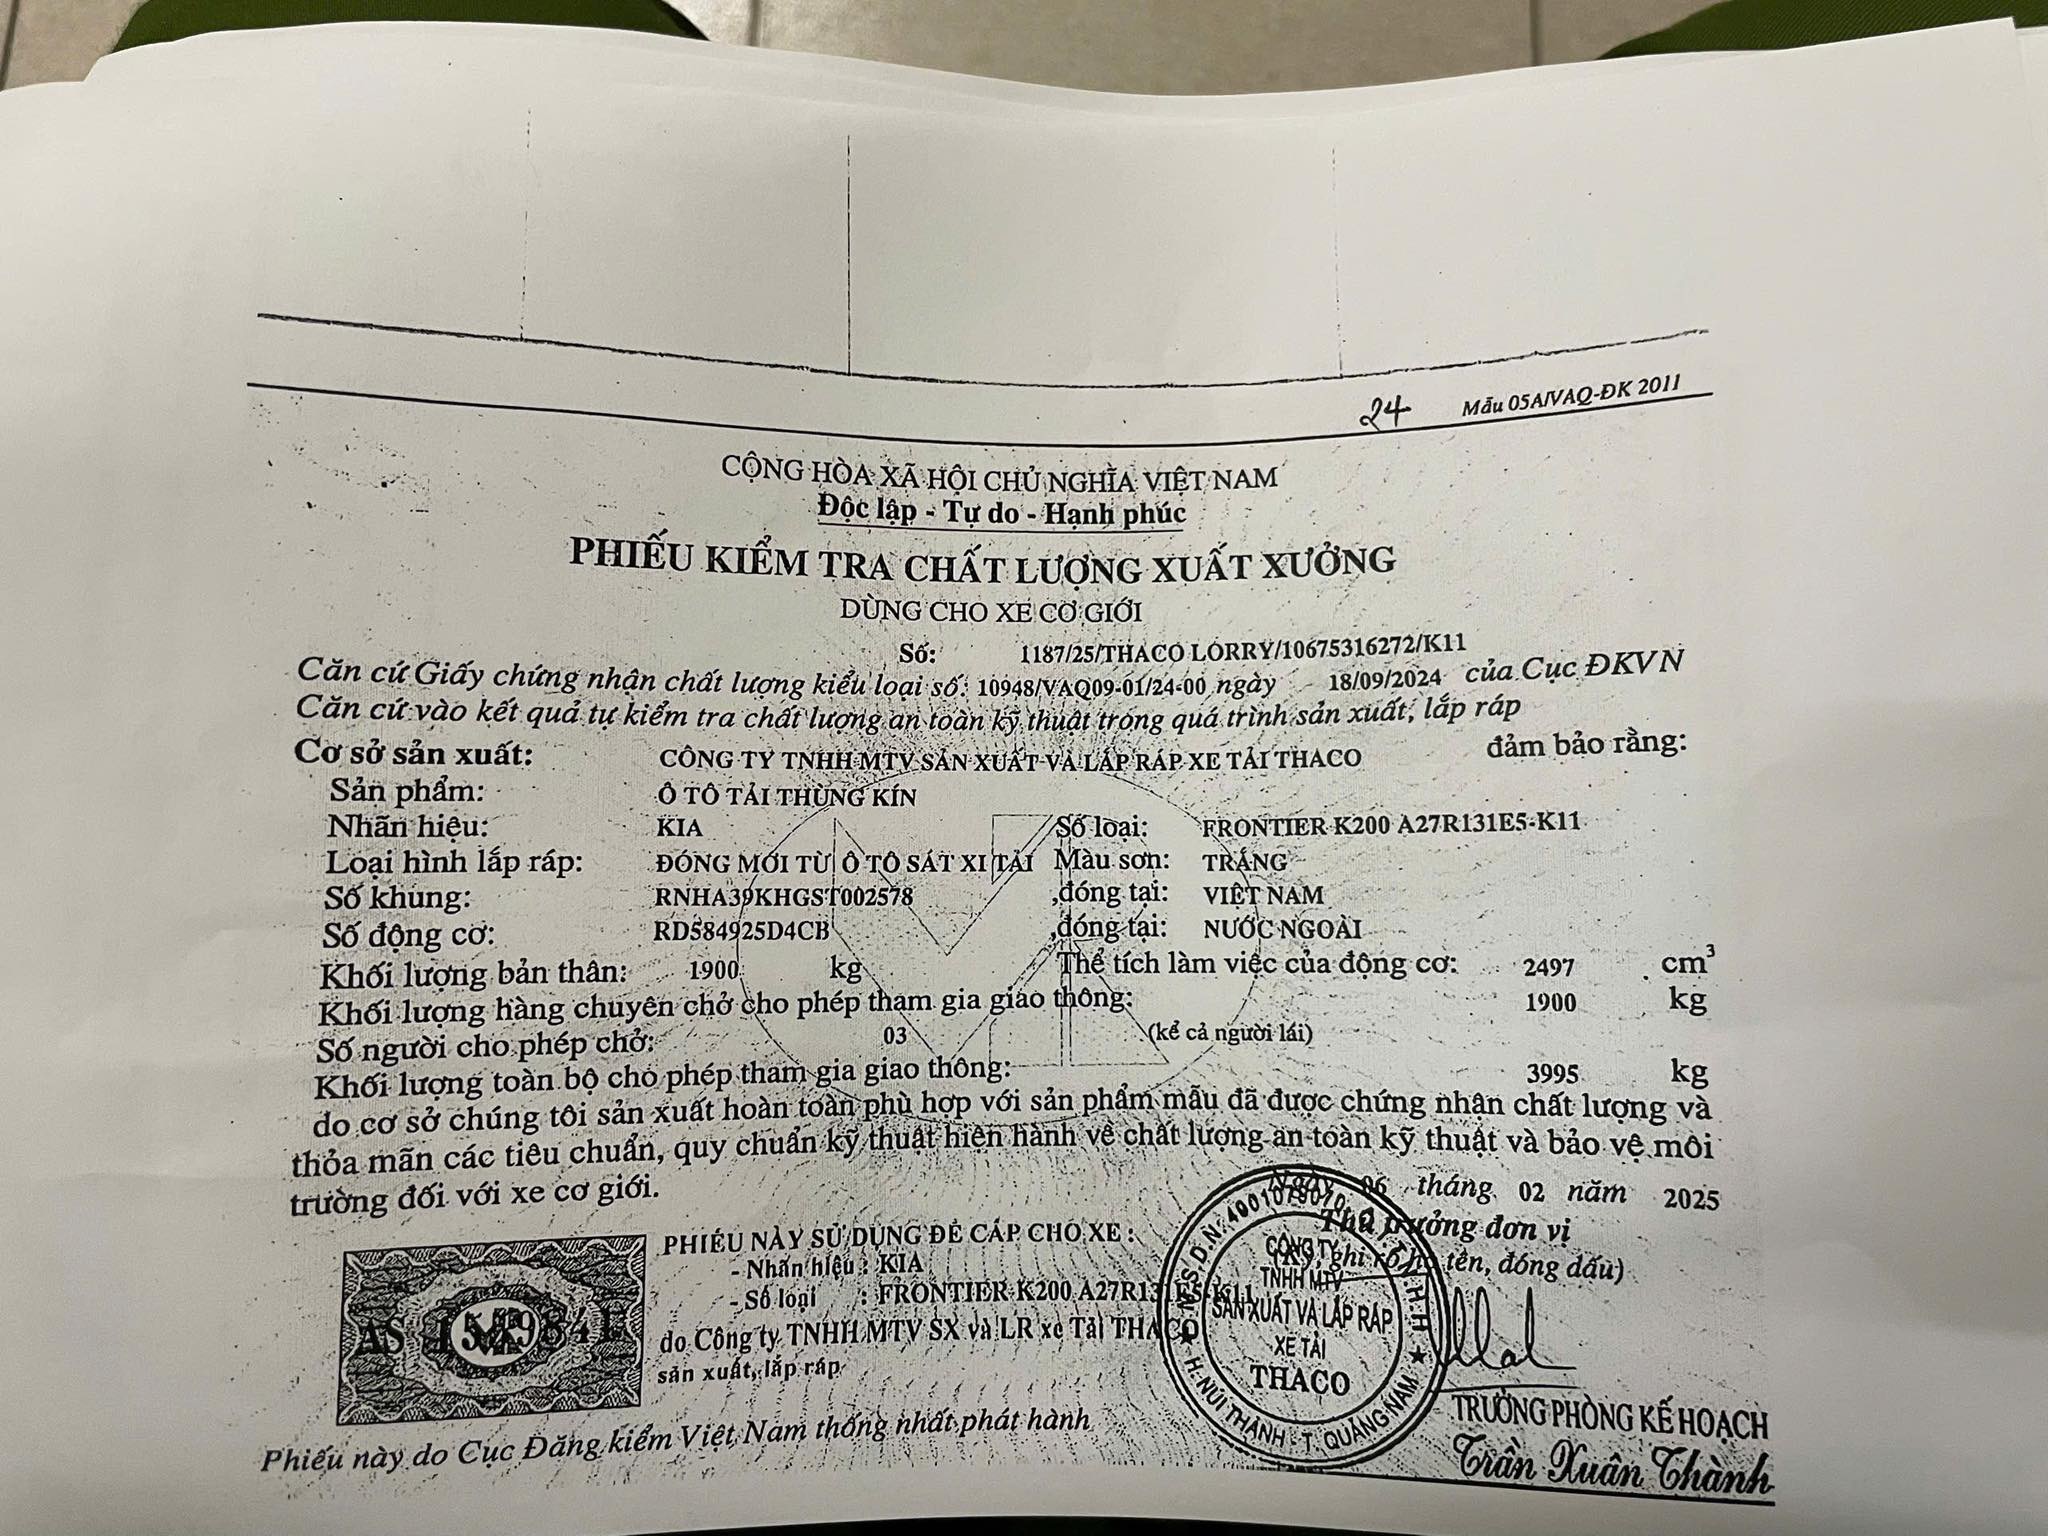 24 Mẫu 05A/VAQ-ĐK 2011
CỘNG HÒA XÃ HỘI CHỦ NGHĨA VIỆT NAM
Độc lập - Tự do - Hạnh phúc
PHIẾU KIỂM TRA CHẤT LƯỢNG XUẤT XƯỞNG
DÙNG CHO XE CƠ GIỚI
Số: 1187/25/THACO LORRY/10675316272/K11
Căn cứ Giấy chứng nhận chất lượng kiểu loại số: 10948/VAQ09-01/24-00 ngày 18/09/2024 của Cục ĐKVN
Căn cứ vào kết quả tự kiểm tra chất lượng an toàn kỹ thuật trong quá trình sản xuất, lắp ráp
Cơ sở sản xuất: CÔNG TY TNHH MTV SẢN XUẤT VÀ LẮP RÁP XE TẢI THACO đảm bảo rằng:
Sản phẩm: Ô TÔ TẢI THÙNG KÍN
Nhãn hiệu: KIA Số loại: FRONTIER K200 A27R131E5-K11
Loại hình lắp ráp: ĐÓNG MỚI TỪ Ô TÔ SÁT XI TẢI Màu sơn: TRẮNG
Số khung: RNHA39KHGST002578 ,đóng tại: VIỆT NAM
Số động cơ: RD584925D4CB ,đóng tại: NƯỚC NGOÀI
Khối lượng bản thân: 1900 kg Thể tích làm việc của động cơ: 2497 cm³
Khối lượng hàng chuyên chở cho phép tham gia giao thông: 1900 kg
Số người cho phép chở: 03 (kể cả người lái)
Khối lượng toàn bộ cho phép tham gia giao thông: 3995 kg
do cơ sở chúng tôi sản xuất hoàn toàn phù hợp với sản phẩm mẫu đã được chứng nhận chất lượng và
thỏa mãn các tiêu chuẩn, quy chuẩn kỹ thuật hiện hành về chất lượng an toàn kỹ thuật và bảo vệ môi
trường đối với xe cơ giới.
Ngày 06 tháng 02 năm 2025
Thủ trưởng đơn vị
(Ký, ghi rõ họ tên, đóng dấu)
PHIẾU NÀY SỬ DỤNG ĐỂ CẤP CHO XE :
- Nhãn hiệu : KIA
- Số loại : FRONTIER K200 A27R131E5-K11
do Công ty TNHH MTV SX và LR xe Tải THACO
sản xuất, lắp ráp
AS
M.S.D.N: 4001079070
CÔNG TY
TNHH MTV
SẢN XUẤT VÀ LẮP RÁP
XE TẢI
THACO
H. NÚI THÀNH - T. QUẢNG NAM
TRƯỞNG PHÒNG KẾ HOẠCH
Trần Xuân Thành
Phiếu này do Cục Đăng kiểm Việt Nam thống nhất phát hành